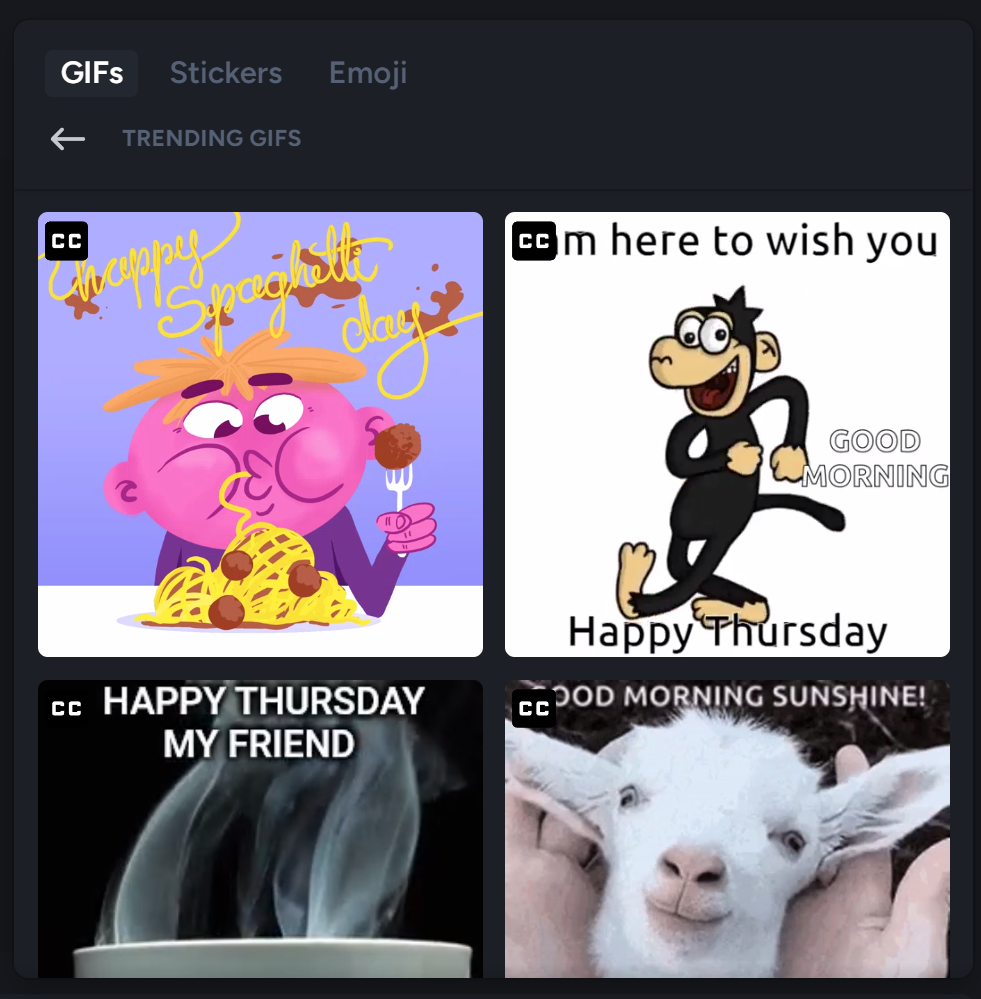 GIFs Stickers Emoji
TRENDING GIFS
CC
happy
Spaghetti
day
CC
m here to wish you
GOOD
MORNING
Happy Thursday
CC
HAPPY THURSDAY
MY FRIEND
CC
OOD MORNING SUNSHINE!